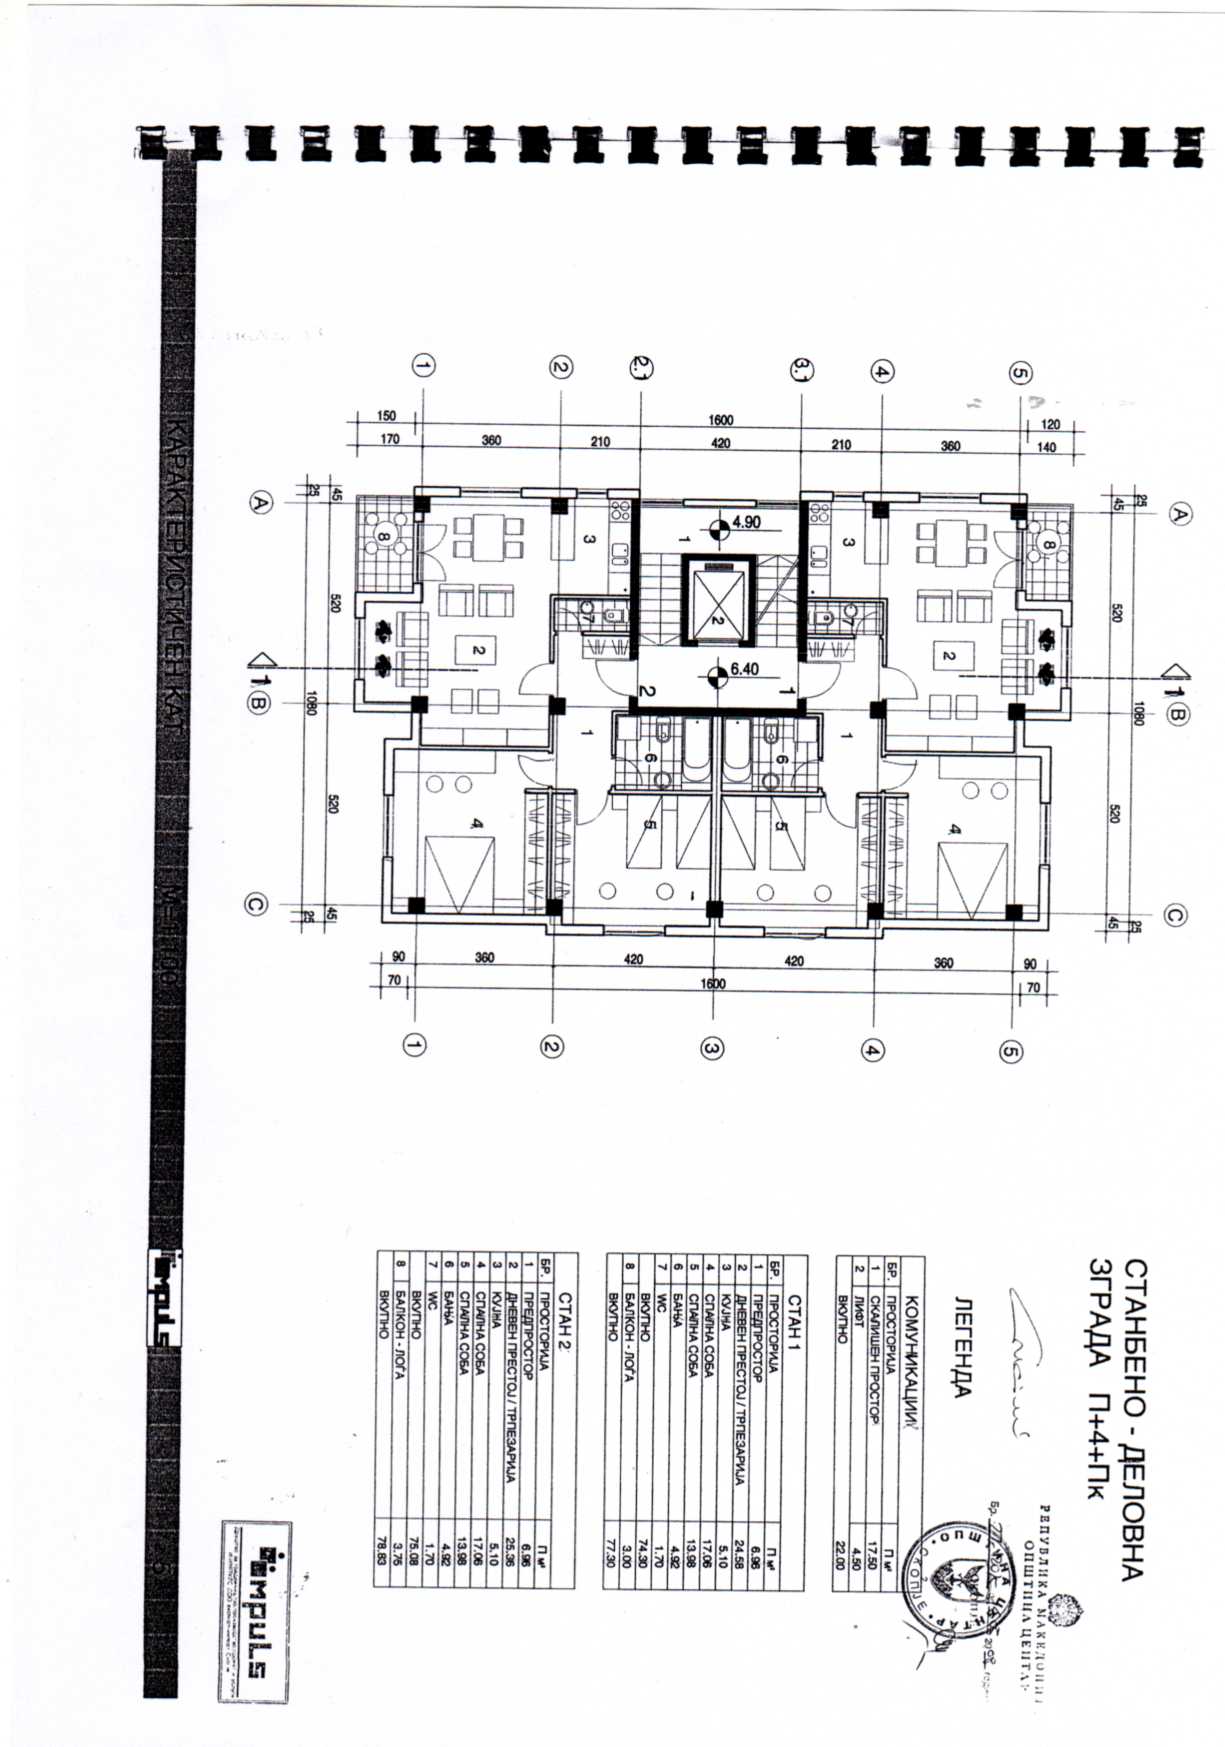 СТАНБЕНО - ДЕЛОВНА
ЗГРАДА П+4+Пк
РЕПУБЛИКА МАКЕДОНИ
ОПШТИНА ЦЕНТАР
Бр.
ОПШТИНА ЦЕНТАР
2
СКОПЈЕ
ЛЕГЕНДА
КОМУНИКАЦИИ
БР. ПРОСТОРИЈА П м²
1 СКАЛИШЕН ПРОСТОР 17.50
2 ЛИФТ 4.50
ВКУПНО 22.00
СТАН 1
БР. ПРОСТОРИЈА П м²
1 ПРЕДПРОСТОР 6.96
2 ДНЕВЕН ПРЕСТОЈ / ТРПЕЗАРИЈА 24.58
3 КУЈНА 5.10
4 СПАЛНА СОБА 17.06
5 СПАЛНА СОБА 13.98
6 БАЊА 4.92
7 WC 1.70
ВКУПНО 74.30
8 БАЛКОН - ЛОЃА 3.00
ВКУПНО 77.30
СТАН 2
БР. ПРОСТОРИЈА П м²
1 ПРЕДПРОСТОР 6.96
2 ДНЕВЕН ПРЕСТОЈ / ТРПЕЗАРИЈА 25.36
3 КУЈНА 5.10
4 СПАЛНА СОБА 17.06
5 СПАЛНА СОБА 13.98
6 БАЊА 4.92
7 WC 1.70
ВКУПНО 75.08
8 БАЛКОН - ЛОЃА 3.75
ВКУПНО 78.83
A 1 B C
25 1080 25
45 520 520 45
120 140 8 90 70
5 5
360 2 4 360
4 4
210 3 7 1
3.1 1 6 5 420
4.90 6.40
1600 420 2 1600
3
1
2.1 2 6 5 420
210 3 7 1
2 2
360 2 4 360
1 1
150 170 8 90 70
45 520 520 45
25 1080 25
A 1 B C
impuls
КАРАКТЕРИСТИЧЕН КАТ М=1:100 impuls 5